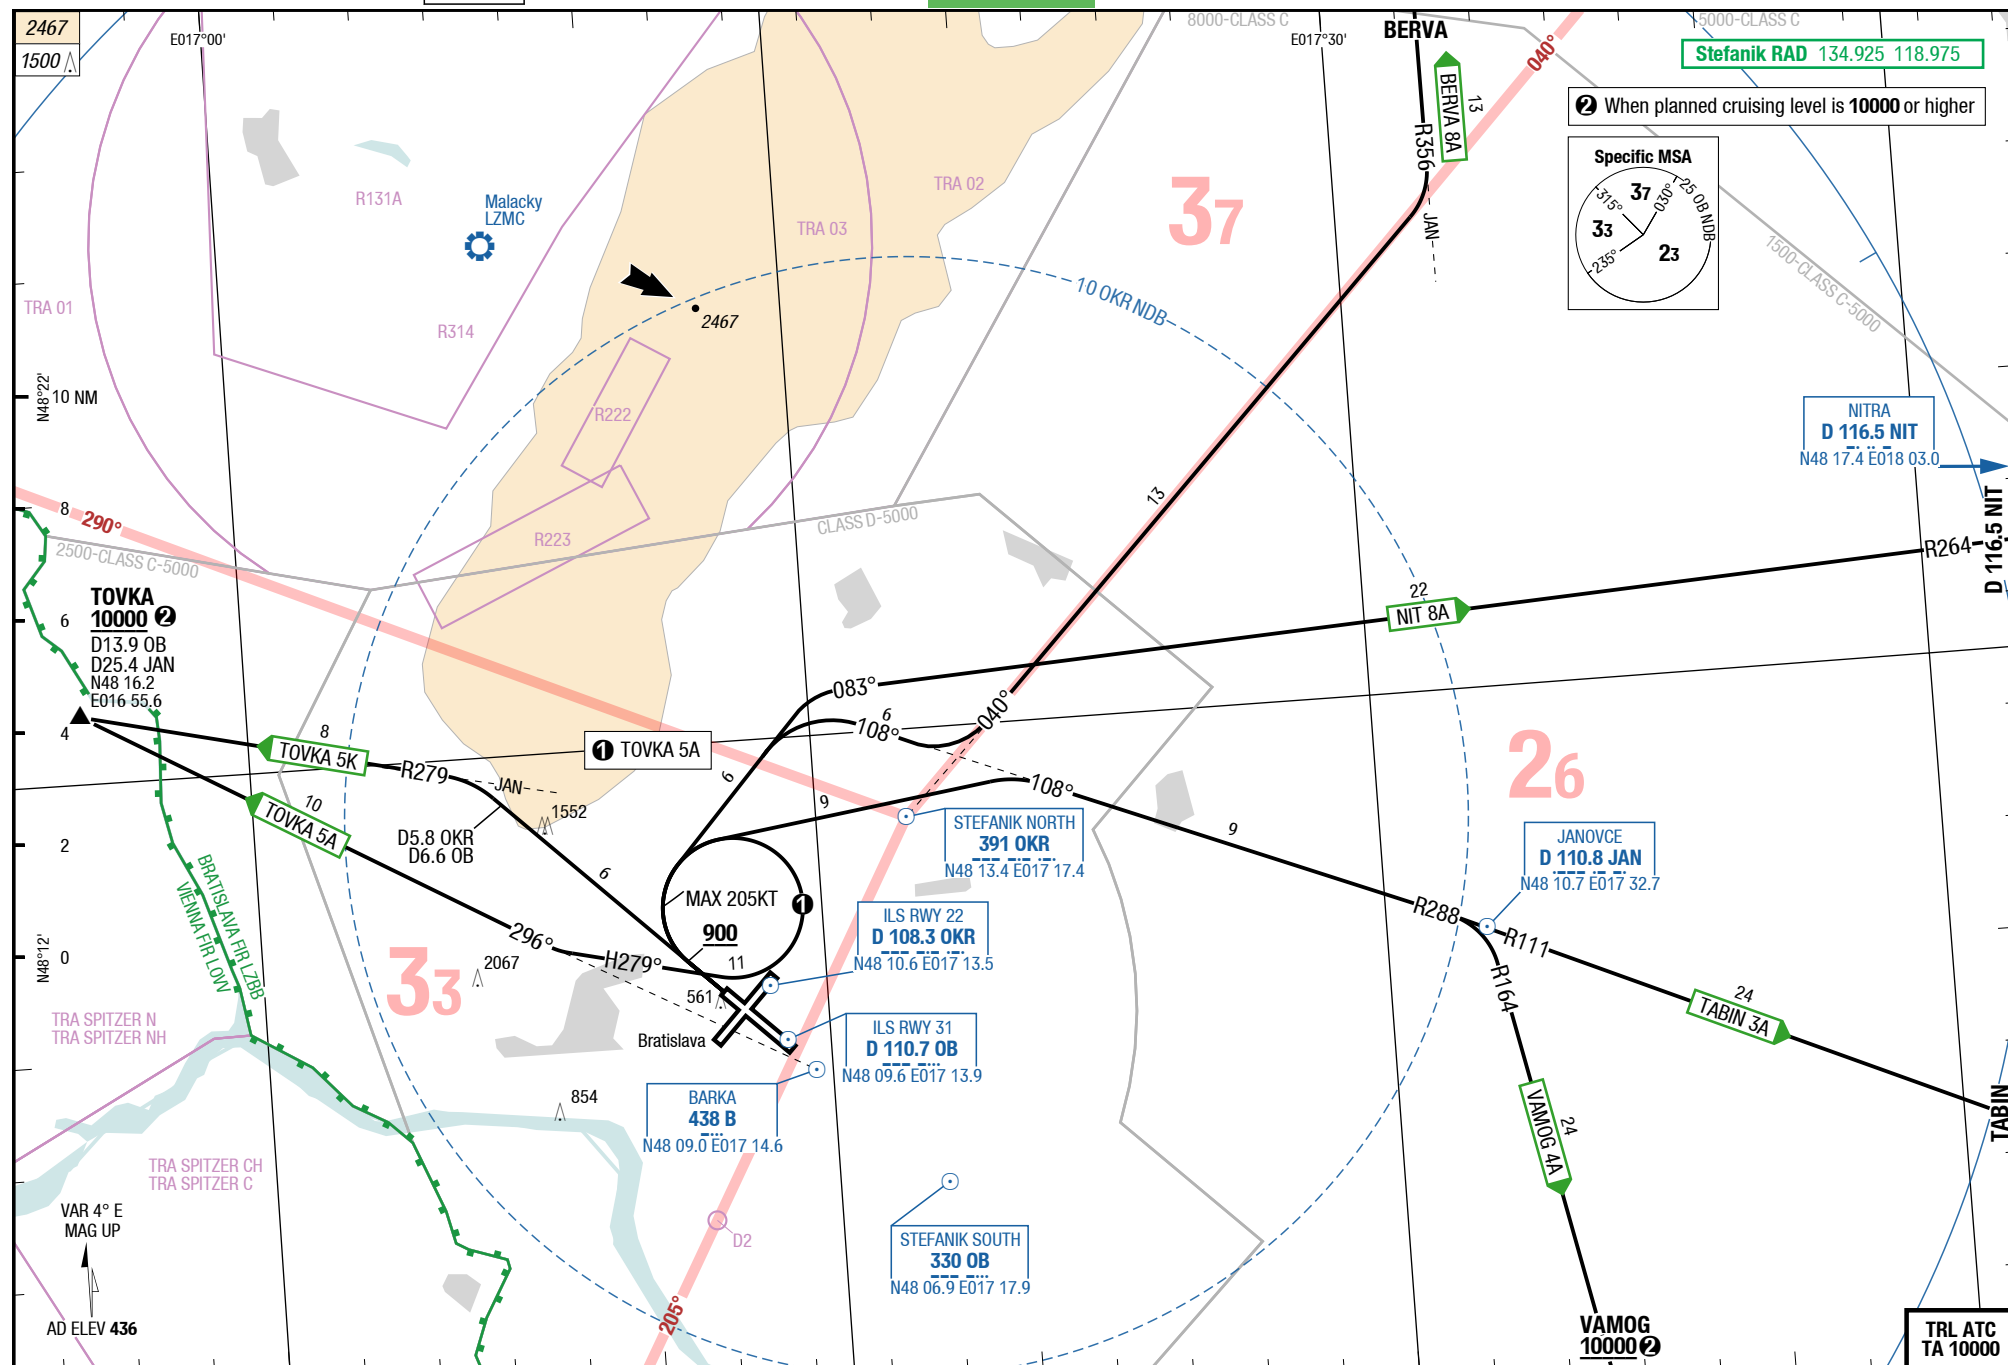 2467
1500
E017°00'
8000-CLASS C
E017°30'
BERVA
040°
5000-CLASS C
Stefanik RAD 134.925 118.975
❷ When planned cruising level is 10000 or higher
BERVA 8A
13
R356
JAN
Specific MSA
37
33
23
315°
030°
235°
25 OB NDB
1500-CLASS C-5000
R131A
Malacky
LZMC
TRA 02
TRA 03
37
TRA 01
R314
2467
10 OKR NDB
N48°22'
10 NM
R222
NITRA
D 116.5 NIT
N48 17.4 E018 03.0
13
8
290°
2500-CLASS C-5000
R223
CLASS D-5000
R264
D 116.5 NIT
TOVKA
10000 ❷
D13.9 OB
D25.4 JAN
N48 16.2
E016 55.6
6
22
NIT 8A
083°
6
108°
040°
4
8
TOVKA 5K
R279
JAN
❶ TOVKA 5A
6
9
108°
26
10
TOVKA 5A
D5.8 OKR
D6.6 OB
1552
STEFANIK NORTH
391 OKR
N48 13.4 E017 17.4
9
JANOVCE
D 110.8 JAN
N48 10.7 E017 32.7
2
6
BRATISLAVA FIR LZBB
VIENNA FIR LOVV
MAX 205KT
❶
900
ILS RWY 22
D 108.3 OKR
N48 10.6 E017 13.5
R288
R111
R164
N48°12'
0
296°
H279°
11
33
2067
561
Bratislava
ILS RWY 31
D 110.7 OB
N48 09.6 E017 13.9
24
TABIN 3A
TRA SPITZER N
TRA SPITZER NH
854
BARKA
438 B
N48 09.0 E017 14.6
VAMOG 4A
24
TABIN
TRA SPITZER CH
TRA SPITZER C
VAR 4° E
MAG UP
D2
STEFANIK SOUTH
330 OB
N48 06.9 E017 17.9
205°
AD ELEV 436
VAMOG
10000 ❷
TRL ATC
TA 10000